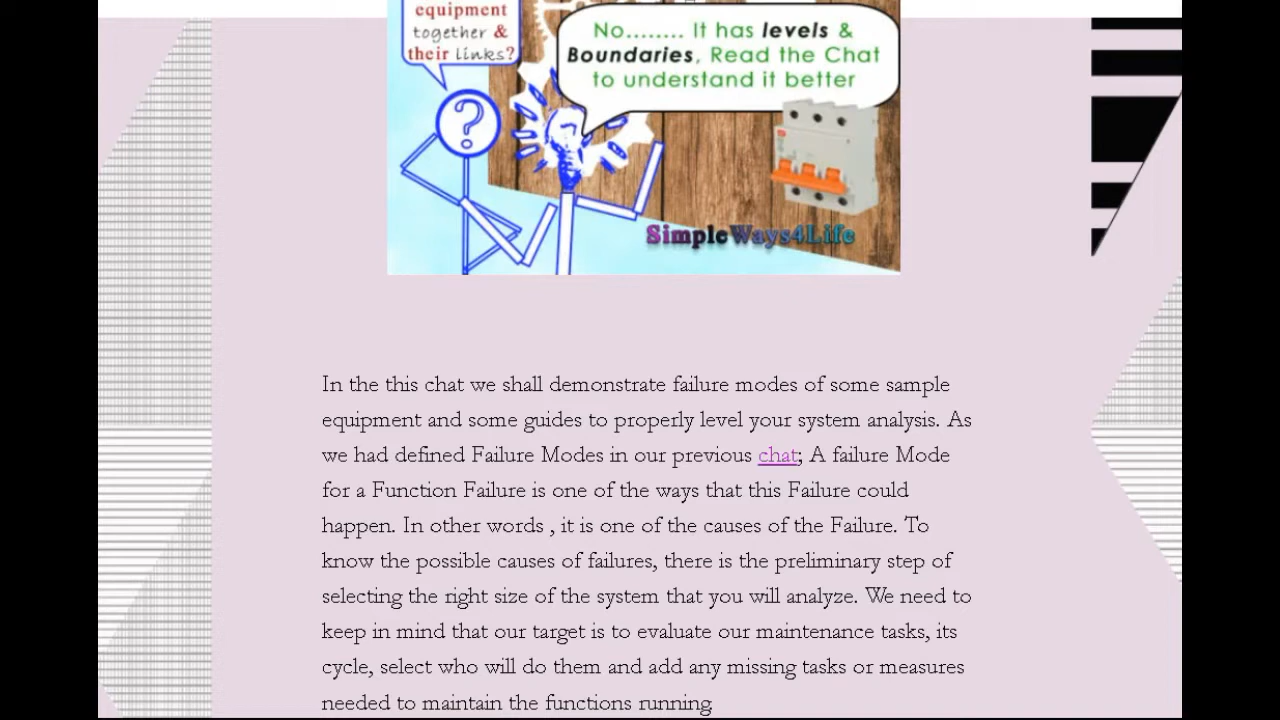 equipment
together &
their links?
No........ It has levels &
Boundaries, Read the Chat
to understand it better
SimpleWays4Life
In the this chat we shall demonstrate failure modes of some sample
equipment and some guides to properly level your system analysis. As
we had defined Failure Modes in our previous chat; A failure Mode
for a Function Failure is one of the ways that this Failure could
happen. In other words , it is one of the causes of the Failure. To
know the possible causes of failures, there is the preliminary step of
selecting the right size of the system that you will analyze. We need to
keep in mind that our target is to evaluate our maintenance tasks, its
cycle, select who will do them and add any missing tasks or measures
needed to maintain the functions running